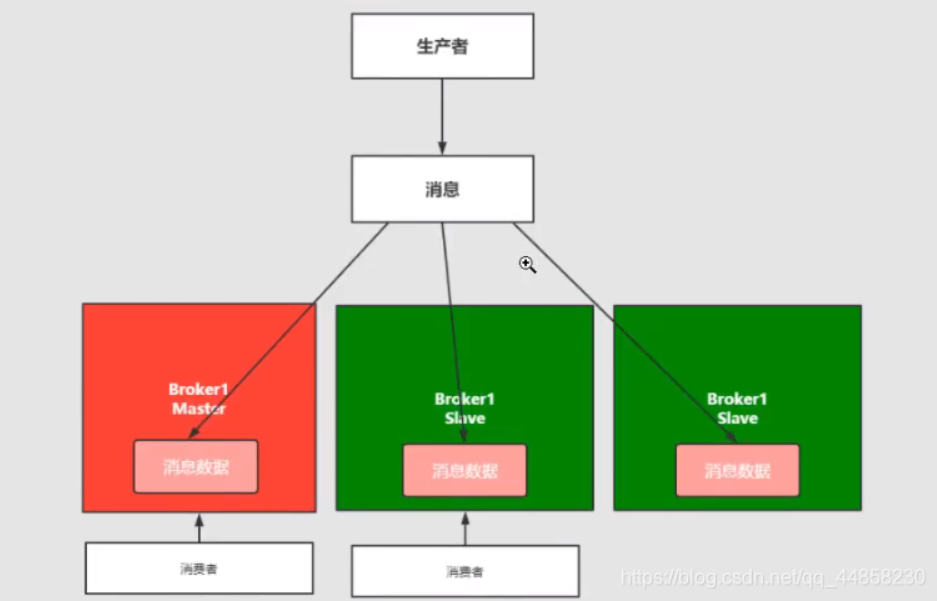 生产者
消息
Broker1
Master
消息数据
Broker1
Slave
消息数据
Broker1
Slave
消息数据
消费者
消费者
https://blog.csdn.net/qq_44858230